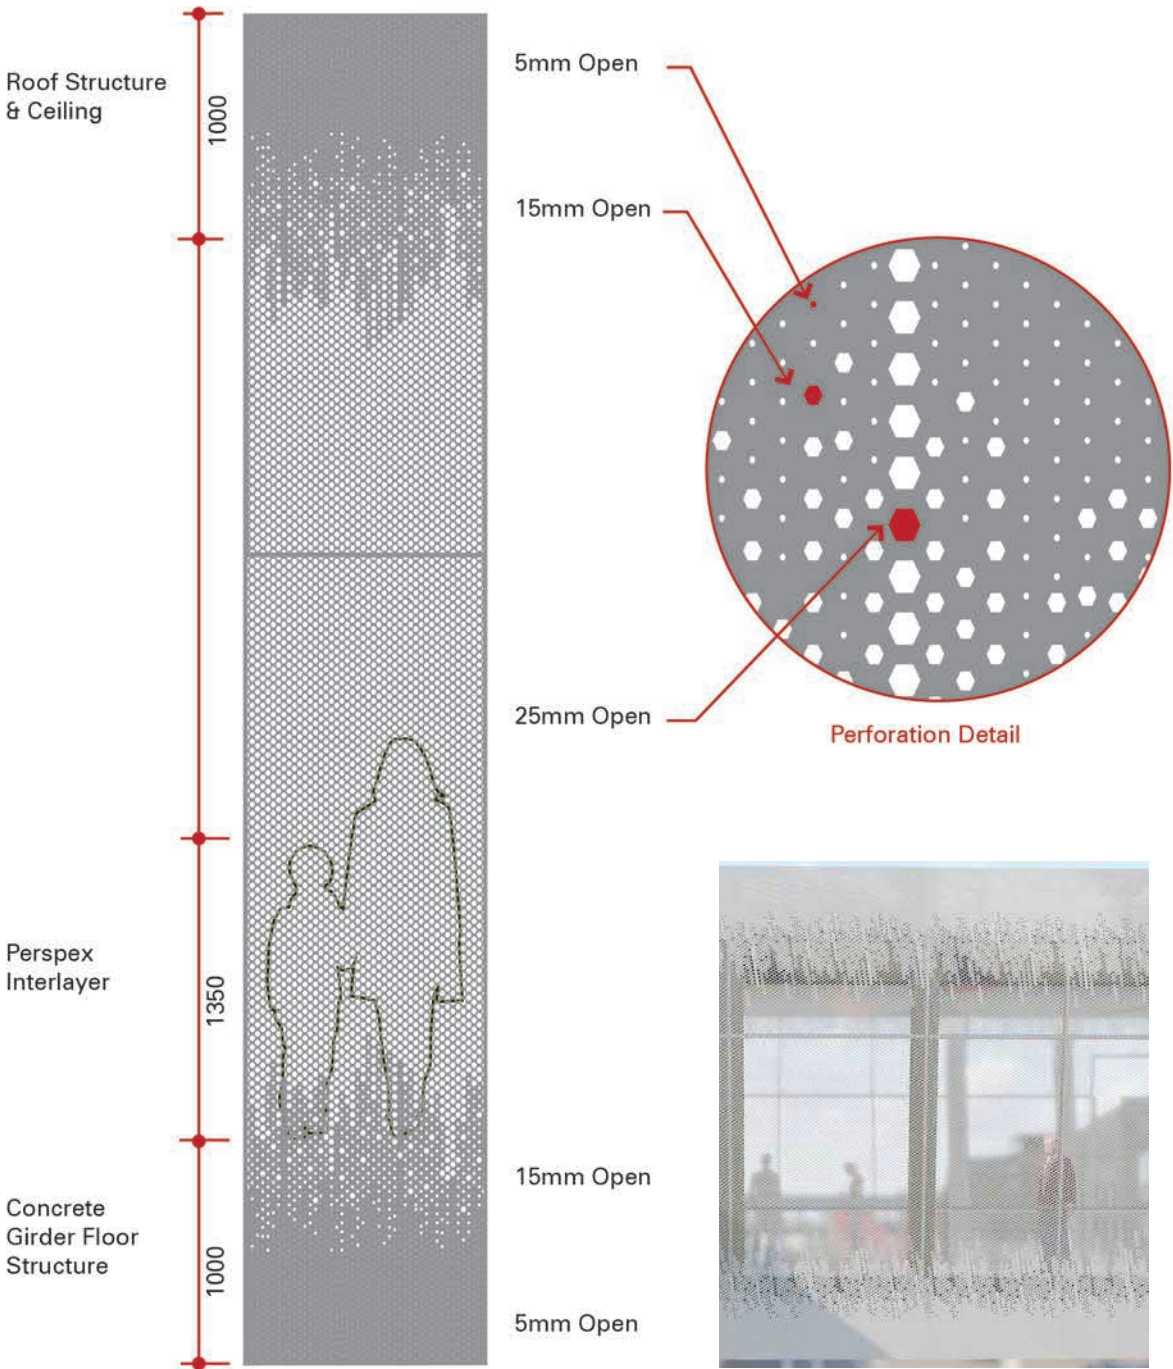 Roof Structure
& Ceiling
1000
5mm Open
15mm Open
25mm Open
Perforation Detail
Perspex
Interlayer
1350
15mm Open
Concrete
Girder Floor
Structure
1000
5mm Open